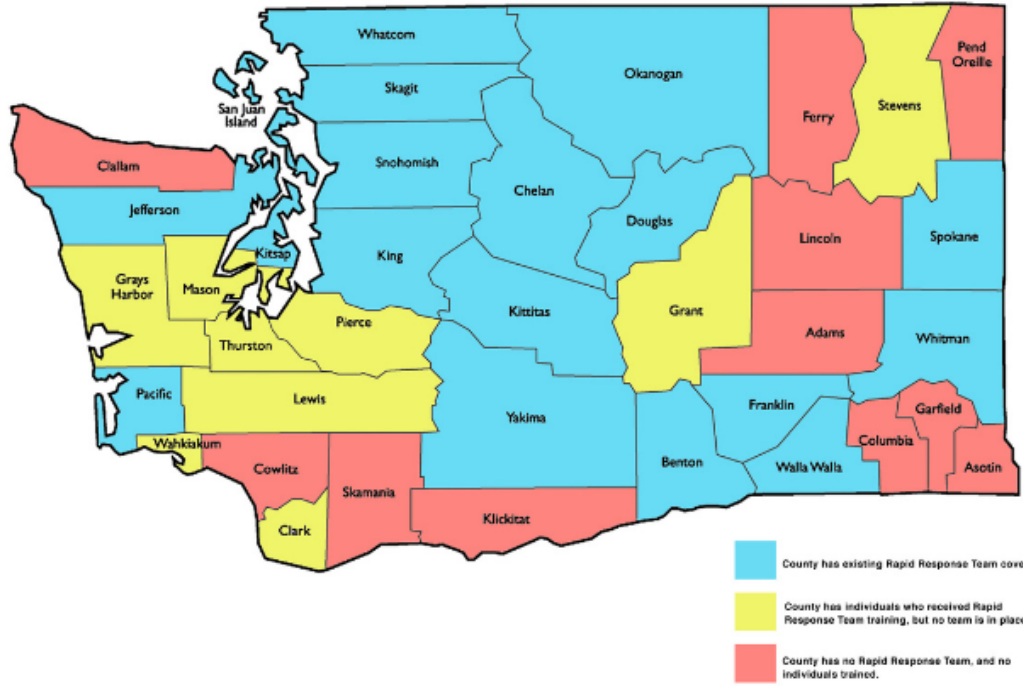 Whatcom
Okanogan
Pend
Oreille
Skagit
San Juan
Island
Stevens
Ferry
Clallam
Snohomish
Chelan
Jefferson
Douglas
Lincoln
Spokane
Kitsap
King
Grays
Harbor
Mason
Kittitas
Grant
Pierce
Adams
Whitman
Thurston
Pacific
Lewis
Yakima
Franklin
Garfield
Wahkiakum
Columbia
Cowlitz
Benton
Walla Walla
Asotin
Skamania
Klickitat
Clark
County has existing Rapid Response Team cove
County has individuals who received Rapid
Response Team training, but no team is in place
County has no Rapid Response Team, and no
individuals trained.